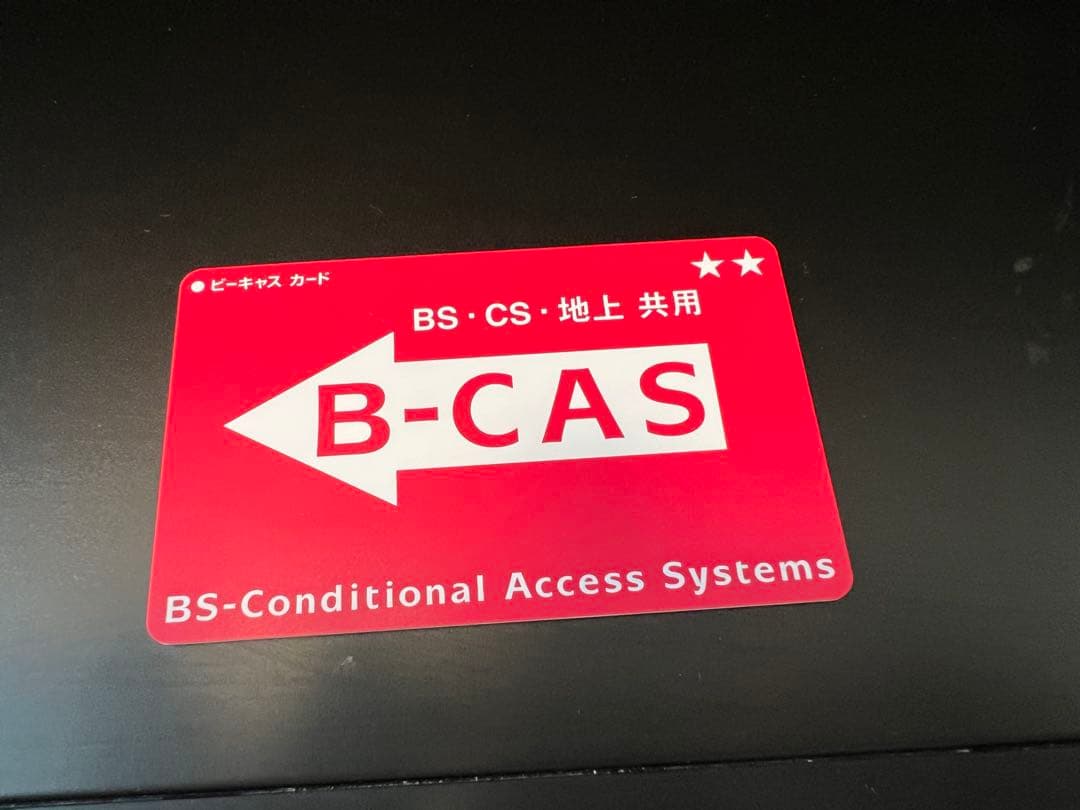 ビーキャス カード
★★
BS・CS・地上 共用
B-CAS
BS-Conditional Access Systems